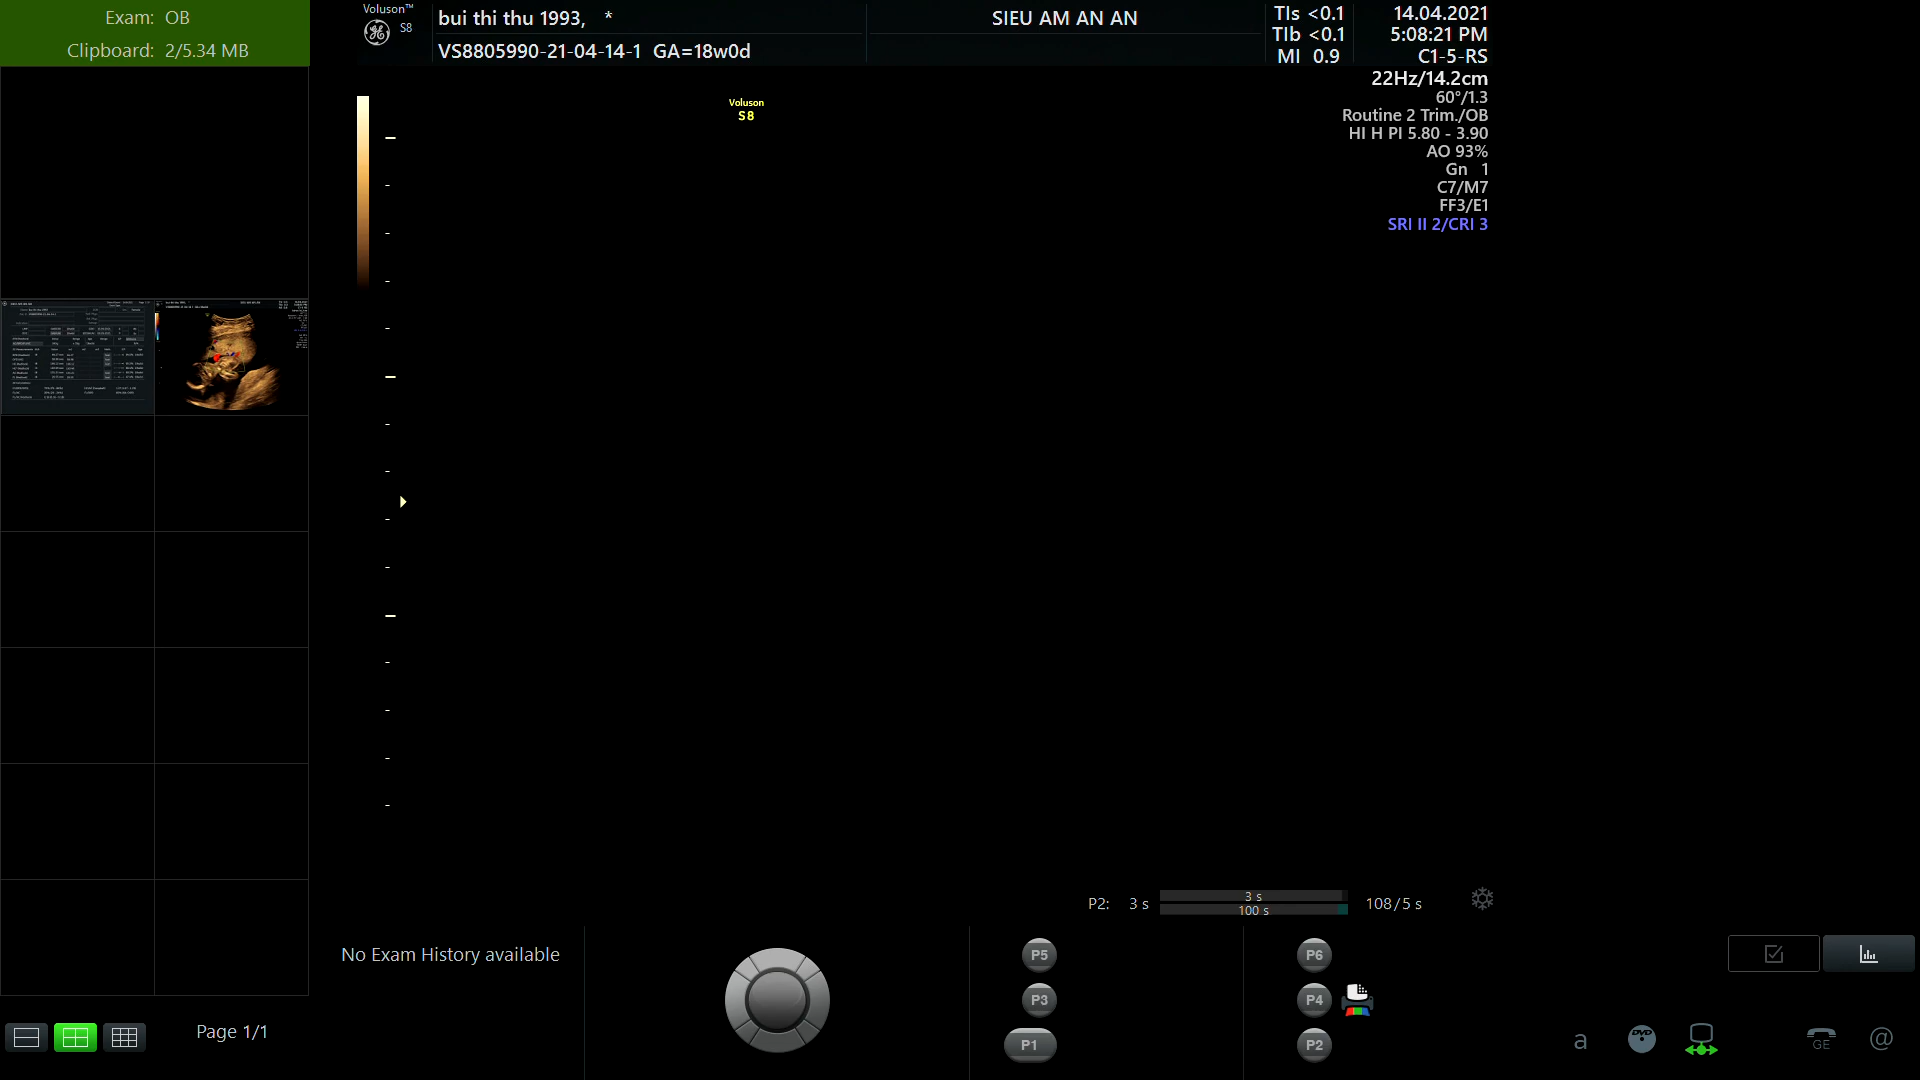 Exam: OB
Clipboard: 2/5.34 MB
Voluson™
S8
bui thi thu 1993, *
VS8805990-21-04-14-1 GA=18w0d
SIEU AM AN AN
TIs <0.1
TIb <0.1
MI 0.9
14.04.2021
5:08:21 PM
C1-5-RS
22Hz/14.2cm
60°/1.3
Routine 2 Trim./OB
HI H PI 5.80 - 3.90
AO 93%
Gn 1
C7/M7
FF3/E1
SRI II 2/CRI 3
Voluson
S8
P2: 3 s
3 s
100 s
108/5 s
No Exam History available
P5
P3
P1
P6
P4
P2
Page 1/1
a
DVD
GE
@